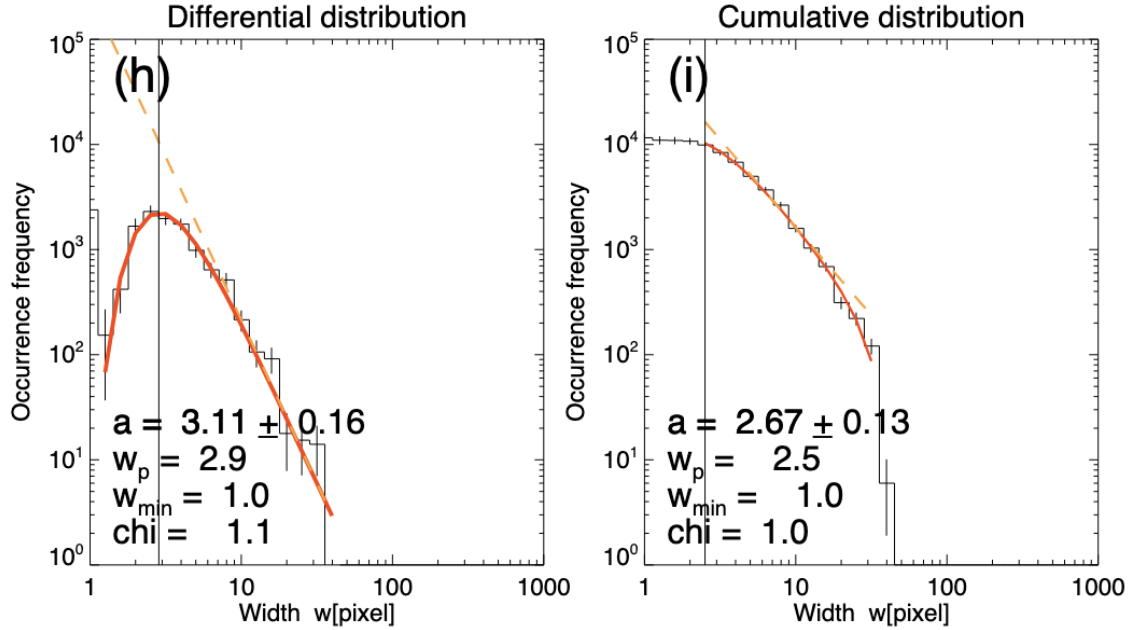 Differential distribution
(h)
10^5
10^4
10^3
10^2
10^1
10^0
Occurrence frequency
a = 3.11 ± 0.16
w_p = 2.9
w_min = 1.0
chi = 1.1
1 10 100 1000
Width w[pixel]
Cumulative distribution
(i)
10^5
10^4
10^3
10^2
10^1
10^0
Occurrence frequency
a = 2.67 ± 0.13
w_p = 2.5
w_min = 1.0
chi = 1.0
1 10 100 1000
Width w[pixel]